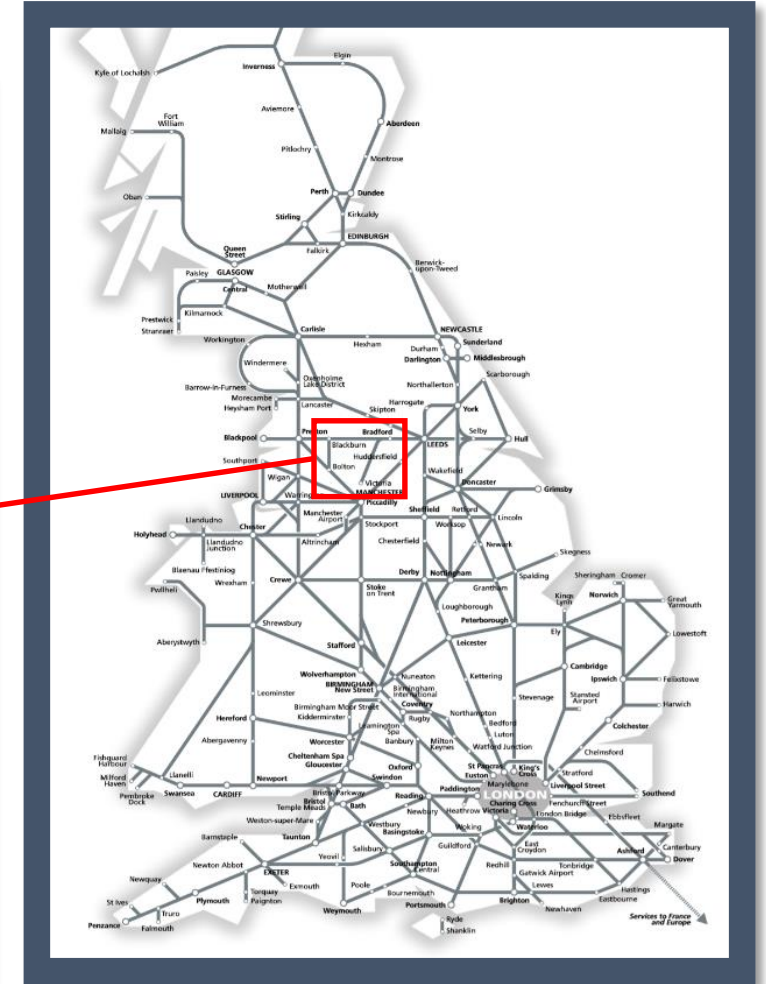 Elgin
Inverness
Kyle of Lochalsh
Aviemore
Fort
William
Aberdeen
Mallaig
Pitlochry
Montrose
Perth
Dundee
Oban
Stirling
Kirkcaldy
EDINBURGH
Queen
Street
Falkirk
Berwick-
upon-Tweed
Paisley
GLASGOW
Central
Motherwell
Kilmarnock
Prestwick
Stranraer
Carlisle
NEWCASTLE
Workington
Hexham
Durham
Sunderland
Darlington
Middlesbrough
Windermere
Scarborough
Oxenholme
Lake District
Northallerton
Barrow-in-Furness
Morecambe
Heysham Port
Lancaster
Harrogate
York
Skipton
Blackpool
Preston
Bradford
LEEDS
Selby
Hull
Blackburn
Huddersfield
Southport
Bolton
Wakefield
Wigan
Victoria
MANCHESTER
Piccadilly
Doncaster
Grimsby
LIVERPOOL
Warrington
Manchester
Airport
Sheffield
Retford
Llandudno
Stockport
Worksop
Lincoln
Holyhead
Chester
Llandudno
Junction
Altrincham
Chesterfield
Newark
Skegness
Blaenau Ffestiniog
Wrexham
Crewe
Stoke
on Trent
Derby
Nottingham
Grantham
Spalding
Sheringham
Cromer
Pwllheli
Kings
Lynn
Norwich
Great
Yarmouth
Loughborough
Peterborough
Ely
Lowestoft
Aberystwyth
Shrewsbury
Stafford
Leicester
Wolverhampton
BIRMINGHAM
New Street
Nuneaton
Kettering
Cambridge
Ipswich
Felixstowe
Leominster
Birmingham
International
Stevenage
Stansted
Airport
Harwich
Birmingham Moor Street
Kidderminster
Coventry
Rugby
Northampton
Hereford
Leamington
Spa
Bedford
Colchester
Abergavenny
Worcester
Banbury
Milton
Keynes
Luton
Watford Junction
Chelmsford
Fishguard
Harbour
Cheltenham Spa
Gloucester
Oxford
St Pancras
Euston
King's
Cross
Stratford
Milford
Haven
Llanelli
Newport
Swindon
Marylebone
Liverpool Street
Pembroke
Dock
Swansea
CARDIFF
Bristol Parkway
Reading
Paddington
LONDON
Southend
Bristol
Temple Meads
Bath
Newbury
Heathrow
Victoria
Charing Cross
Fenchurch Street
London Bridge
Ebbsfleet
Weston-super-Mare
Westbury
Basingstoke
Woking
Waterloo
Margate
Barnstaple
Taunton
Guildford
East
Croydon
Canterbury
Salisbury
Yeovil
Ashford
Dover
Newton Abbot
EXETER
Southampton
Central
Redhill
Gatwick Airport
Tonbridge
Newquay
Exmouth
Poole
Bournemouth
Lewes
Hastings
Eastbourne
St Ives
Plymouth
Torquay
Paignton
Weymouth
Portsmouth
Brighton
Newhaven
Truro
Penzance
Falmouth
Ryde
Shanklin
Services to France
and Europe